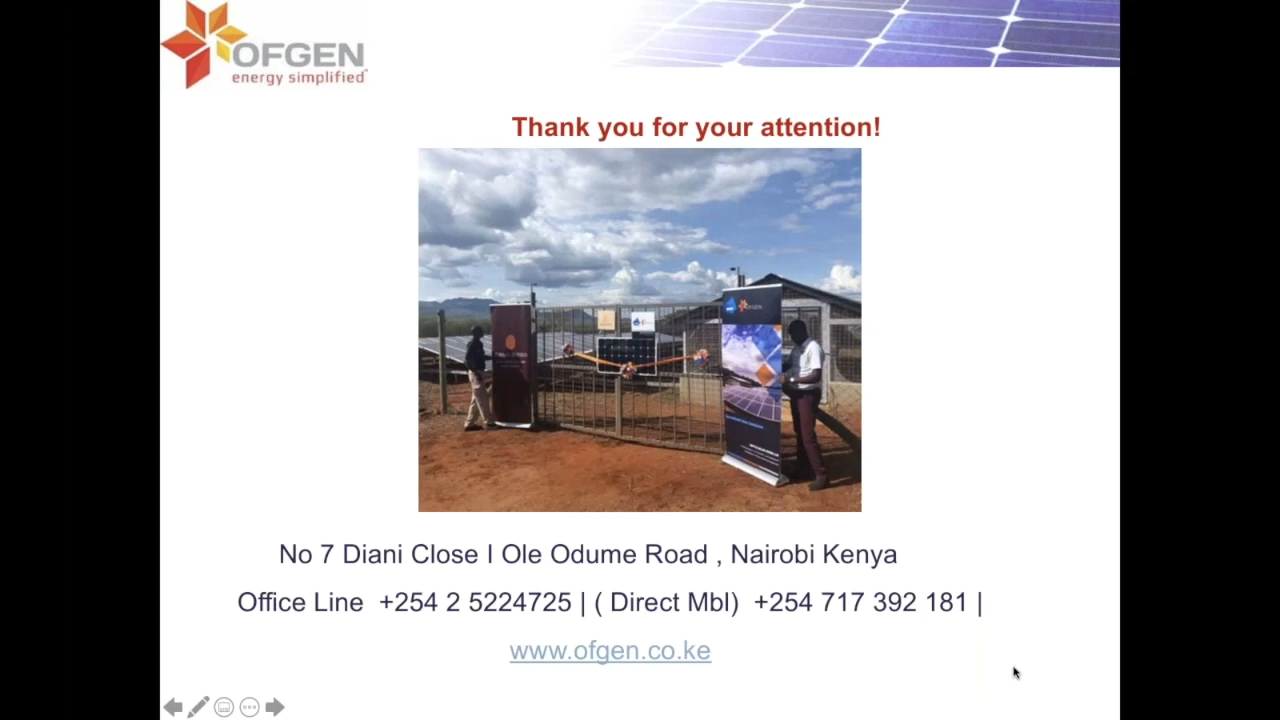 OFGEN
energy simplified
Thank you for your attention!
OFGEN
No 7 Diani Close I Ole Odume Road , Nairobi Kenya
Office Line +254 2 5224725 | ( Direct Mbl) +254 717 392 181 |
www.ofgen.co.ke